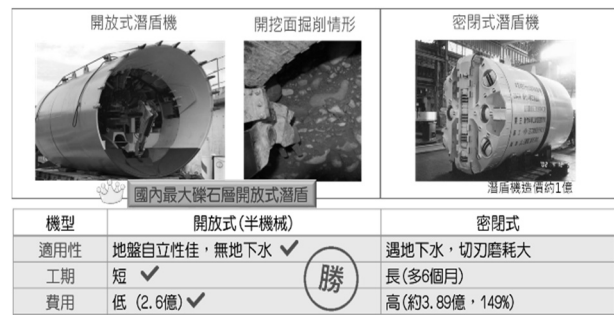 開放式潛盾機
開挖面掘削情形
密閉式潛盾機
潛盾機造價約1億
國內最大礫石層開放式潛盾
機型 開放式(半機械) 密閉式
適用性 地盤自立性佳,無地下水 遇地下水,切刃磨耗大
工期 短 長(多6個月)
勝
費用 低 (2.6億) 高(約3.89億,149%)